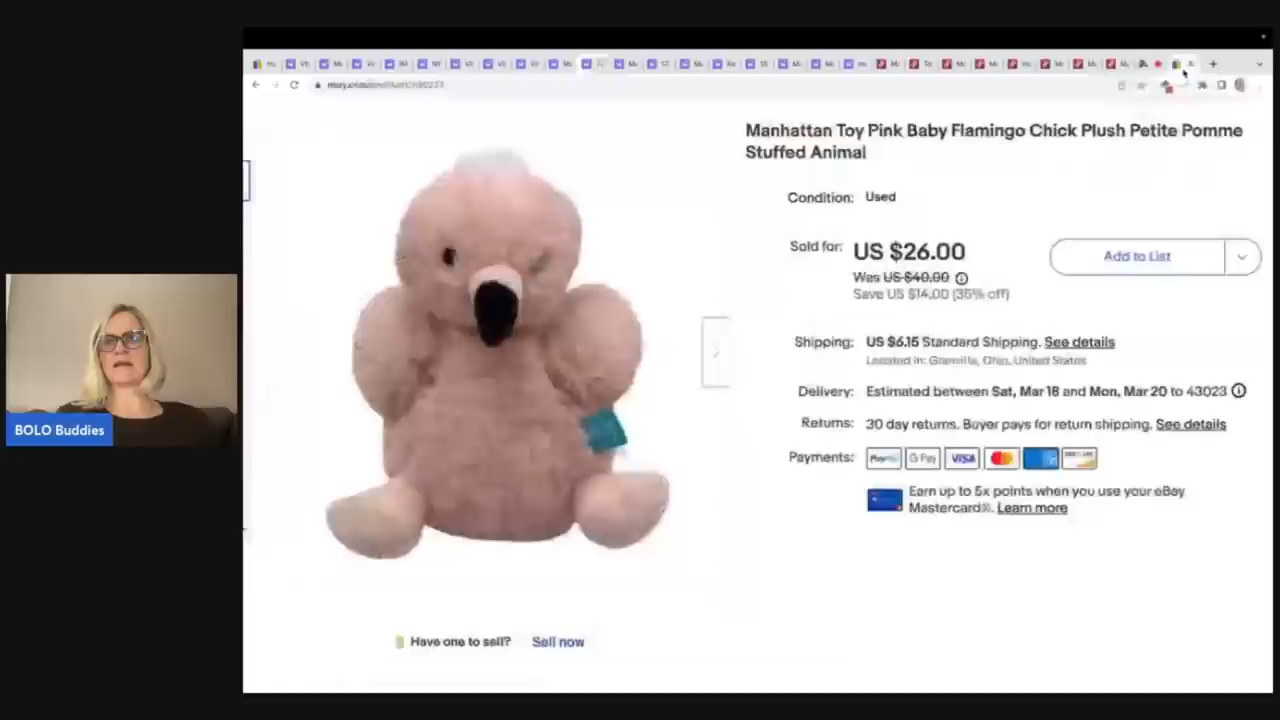 Manhattan Toy Pink Baby Flamingo Chick Plush Petite Pomme
Stuffed Animal
Condition: Used
Sold for: US $26.00
Was US $40.00
Save US $14.00 (35% off)
Add to List
Shipping: US $6.15 Standard Shipping. See details
Located in: Granville, Ohio, United States
Delivery: Estimated between Sat, Mar 18 and Mon, Mar 20 to 43023
Returns: 30 day returns. Buyer pays for return shipping. See details
Payments: PayPal G Pay VISA
Earn up to 5x points when you use your eBay
Mastercard®. Learn more
BOLO Buddies
Have one to sell? Sell now